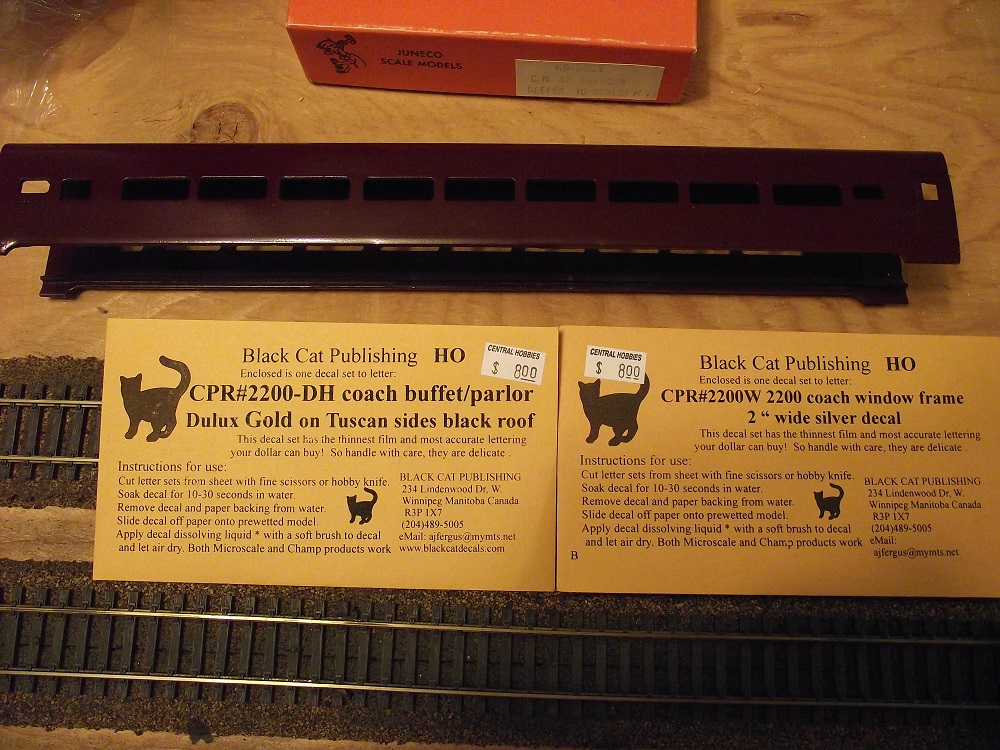 JUNECO
SCALE MODELS
Black Cat Publishing HO
Enclosed is one decal set to letter:
CPR#2200-DH coach buffet/parlor
Dulux Gold on Tuscan sides black roof
This decal set has the thinnest film and most accurate lettering
your dollar can buy! So handle with care, they are delicate .
Instructions for use:
Cut letter sets from sheet with fine scissors or hobby knife.
Soak decal for 10-30 seconds in water.
Remove decal and paper backing from water.
Slide decal off paper onto prewetted model.
Apply decal dissolving liquid * with a soft brush to decal
and let air dry. Both Microscale and Champ products work
BLACK CAT PUBLISHING
234 Lindenwood Dr, W.
Winnipeg Manitoba Canada
R3P 1X7
(204)489-5005
eMail: ajfergus@mymts.net
www.blackcatdecals.com
CENTRAL HOBBIES
$ 800
Black Cat Publishing HO
Enclosed is one decal set to letter:
CPR#2200W 2200 coach window frame
2 “ wide silver decal
This decal set has the thinnest film and most accurate lettering
your dollar can buy! So handle with care, they are delicate .
Instructions for use:
Cut letter sets from sheet with fine scissors or hobby knife.
Soak decal for 10-30 seconds in water.
Remove decal and paper backing from water.
Slide decal off paper onto prewetted model.
Apply decal dissolving liquid * with a soft brush to decal
and let air dry. Both Microscale and Champ products work
B
BLACK CAT PUBLISHING
234 Lindenwood Dr, W.
Winnipeg Manitoba Canada
R3P 1X7
(204)489-5005
eMail:
ajfergus@mymts.net
CENTRAL HOBBIES
$ 800